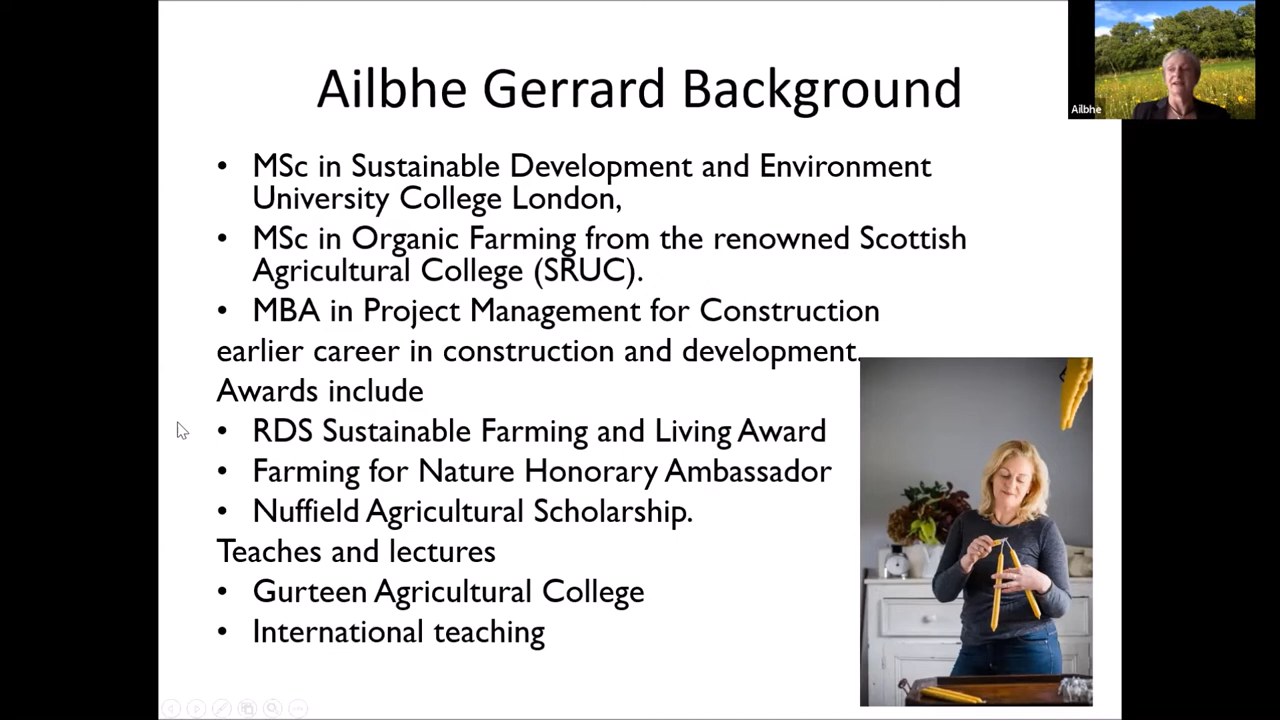 Ailbhe Gerrard Background
Ailbhe
• MSc in Sustainable Development and Environment
University College London,
• MSc in Organic Farming from the renowned Scottish
Agricultural College (SRUC).
• MBA in Project Management for Construction
earlier career in construction and development.
Awards include
• RDS Sustainable Farming and Living Award
• Farming for Nature Honorary Ambassador
• Nuffield Agricultural Scholarship.
Teaches and lectures
• Gurteen Agricultural College
• International teaching